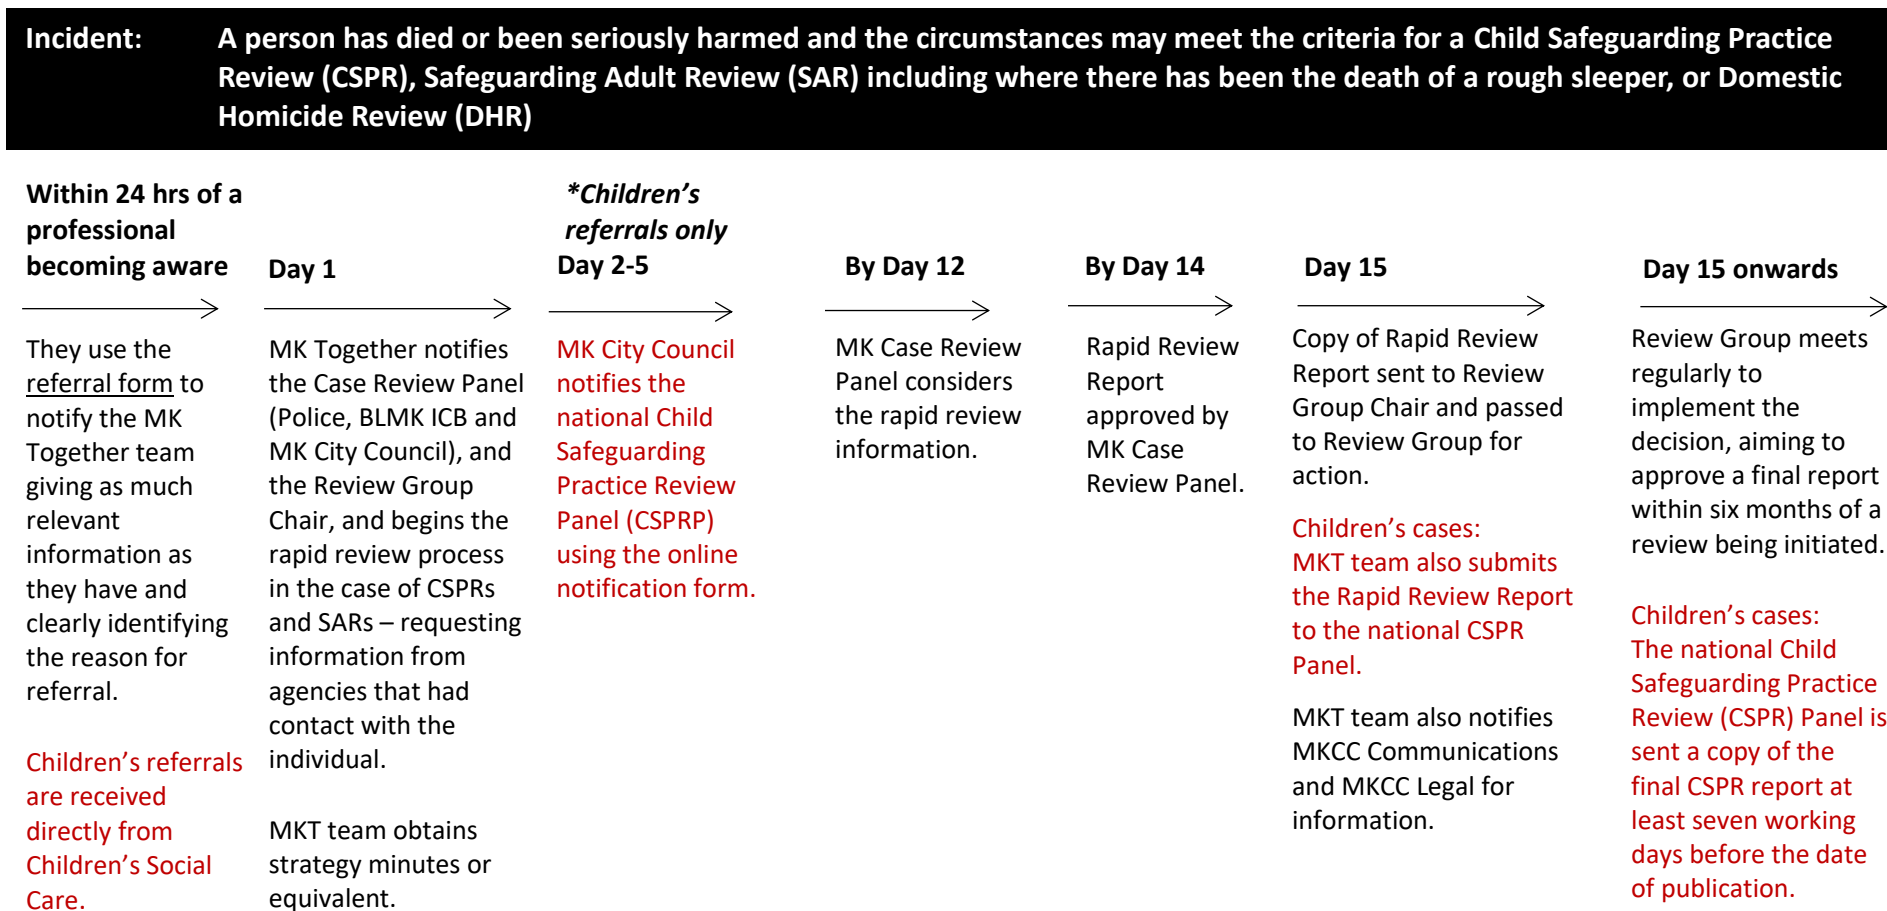 Incident: A person has died or been seriously harmed and the circumstances may meet the criteria for a Child Safeguarding Practice
Review (CSPR), Safeguarding Adult Review (SAR) including where there has been the death of a rough sleeper, or Domestic
Homicide Review (DHR)
Within 24 hrs of a
professional
becoming aware
They use the
referral form to
notify the MK
Together team
giving as much
relevant
information as
they have and
clearly identifying
the reason for
referral.
Children’s referrals
are received
directly from
Children’s Social
Care.
Day 1
MK Together notifies
the Case Review Panel
(Police, BLMK ICB and
MK City Council), and
the Review Group
Chair, and begins the
rapid review process
in the case of CSPRs
and SARs – requesting
information from
agencies that had
contact with the
individual.
MKT team obtains
strategy minutes or
equivalent.
*Children’s
referrals only
Day 2-5
MK City Council
notifies the
national Child
Safeguarding
Practice Review
Panel (CSPRP)
using the online
notification form.
By Day 12
MK Case Review
Panel considers
the rapid review
information.
By Day 14
Rapid Review
Report
approved by
MK Case
Review Panel.
Day 15
Copy of Rapid Review
Report sent to Review
Group Chair and passed
to Review Group for
action.
Children’s cases:
MKT team also submits
the Rapid Review Report
to the national CSPR
Panel.
MKT team also notifies
MKCC Communications
and MKCC Legal for
information.
Day 15 onwards
Review Group meets
regularly to
implement the
decision, aiming to
approve a final report
within six months of a
review being initiated.
Children’s cases:
The national Child
Safeguarding Practice
Review (CSPR) Panel is
sent a copy of the
final CSPR report at
least seven working
days before the date
of publication.